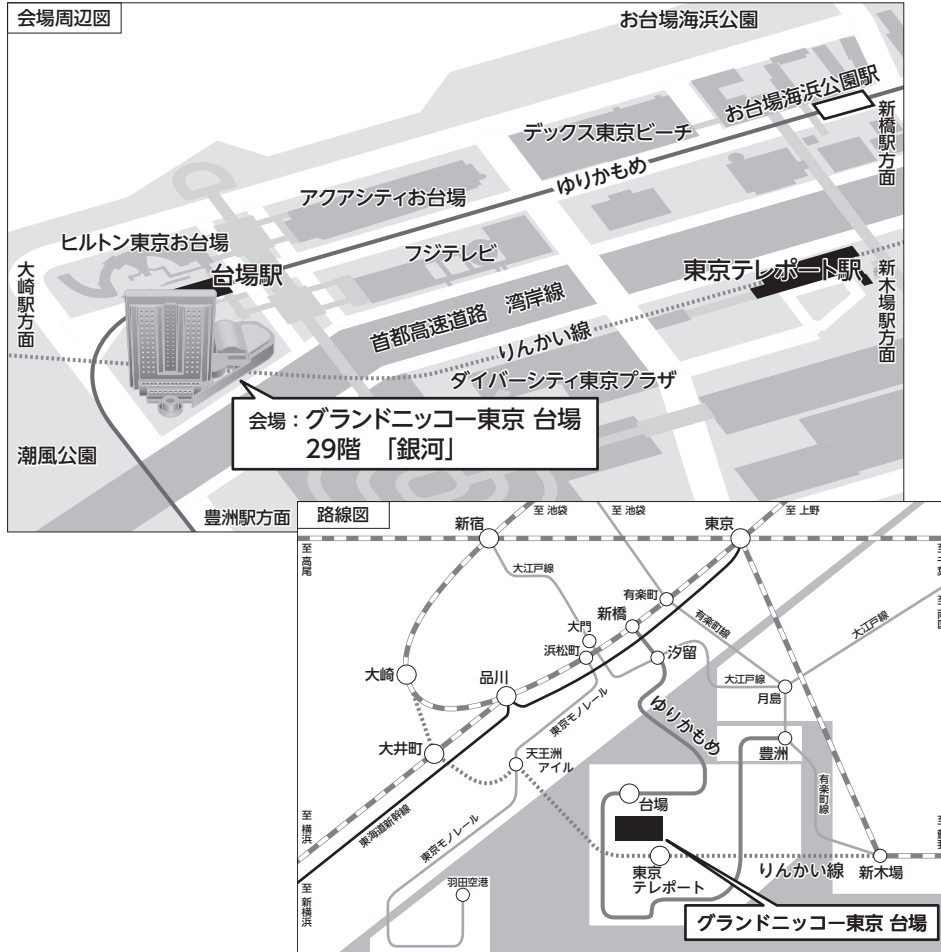 会場周辺図
お台場海浜公園
お台場海浜公園駅
新橋駅方面
デックス東京ビーチ
ゆりかもめ
アクアシティお台場
ヒルトン東京お台場
台場駅
フジテレビ
東京テレポート駅
新木場駅方面
大崎駅方面
首都高速道路 湾岸線
りんかい線
ダイバーシティ東京プラザ
会場：グランドニッコー東京 台場
29階 「銀河」
潮風公園
豊洲駅方面
路線図
至 池袋
至 池袋
至 上野
新宿
東京
至 高尾
大江戸線
有楽町
新橋
有楽町線
大江戸線
大門
浜松町
汐留
大崎
品川
大江戸線
月島
東京モノレール
ゆりかもめ
大井町
天王洲
アイル
豊洲
有楽町線
台場
至 横浜
東海道新幹線
東京モノレール
東京
テレポート
りんかい線
新木場
羽田空港
至 新横浜
グランドニッコー東京 台場